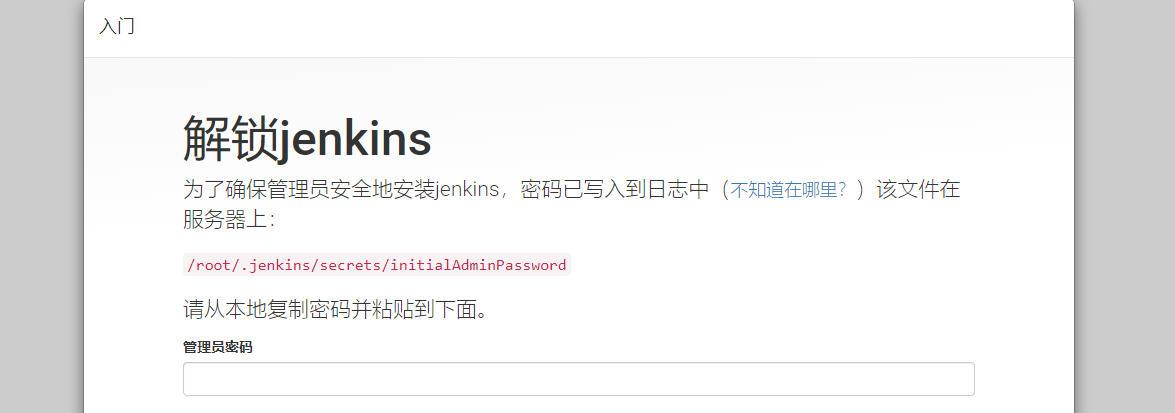 入门
解锁jenkins
为了确保管理员安全地安装jenkins，密码已写入到日志中（不知道在哪里？）该文件在
服务器上：
/root/.jenkins/secrets/initialAdminPassword
请从本地复制密码并粘贴到下面。
管理员密码